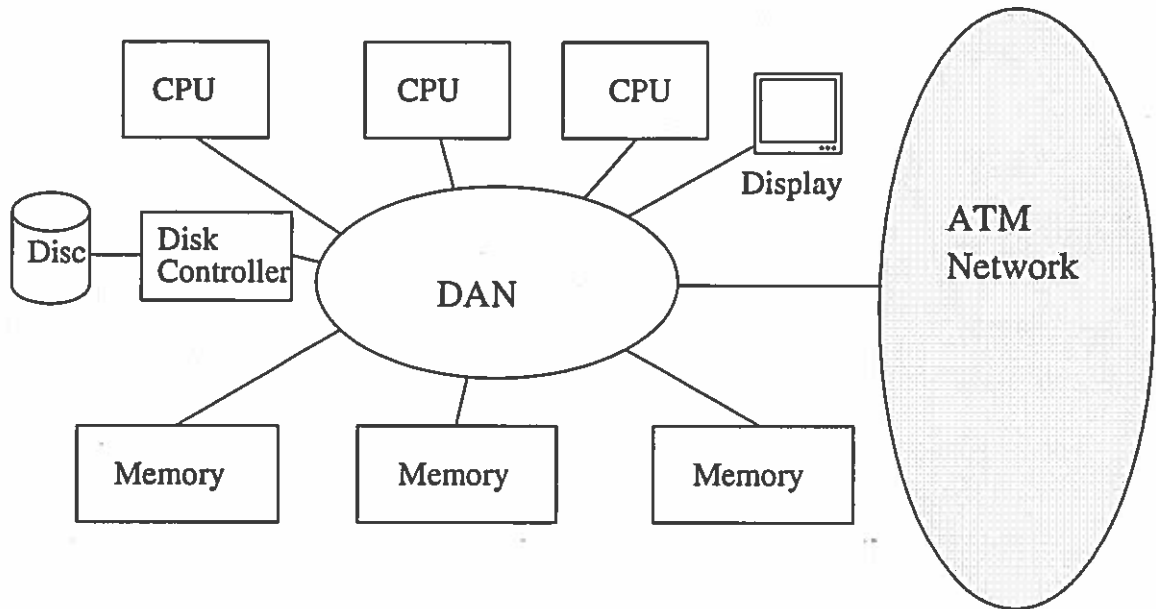 CPU
CPU
CPU
Display
Disc
Disk
Controller
DAN
ATM
Network
Memory
Memory
Memory